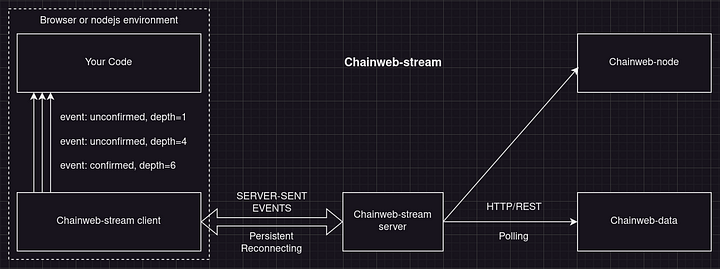 Browser or nodejs environment
Your Code
Chainweb-stream
Chainweb-node
event: unconfirmed, depth=1
event: unconfirmed, depth=4
event: confirmed, depth=6
Chainweb-stream client
SERVER-SENT
EVENTS
Persistent
Reconnecting
Chainweb-stream
server
HTTP/REST
Polling
Chainweb-data